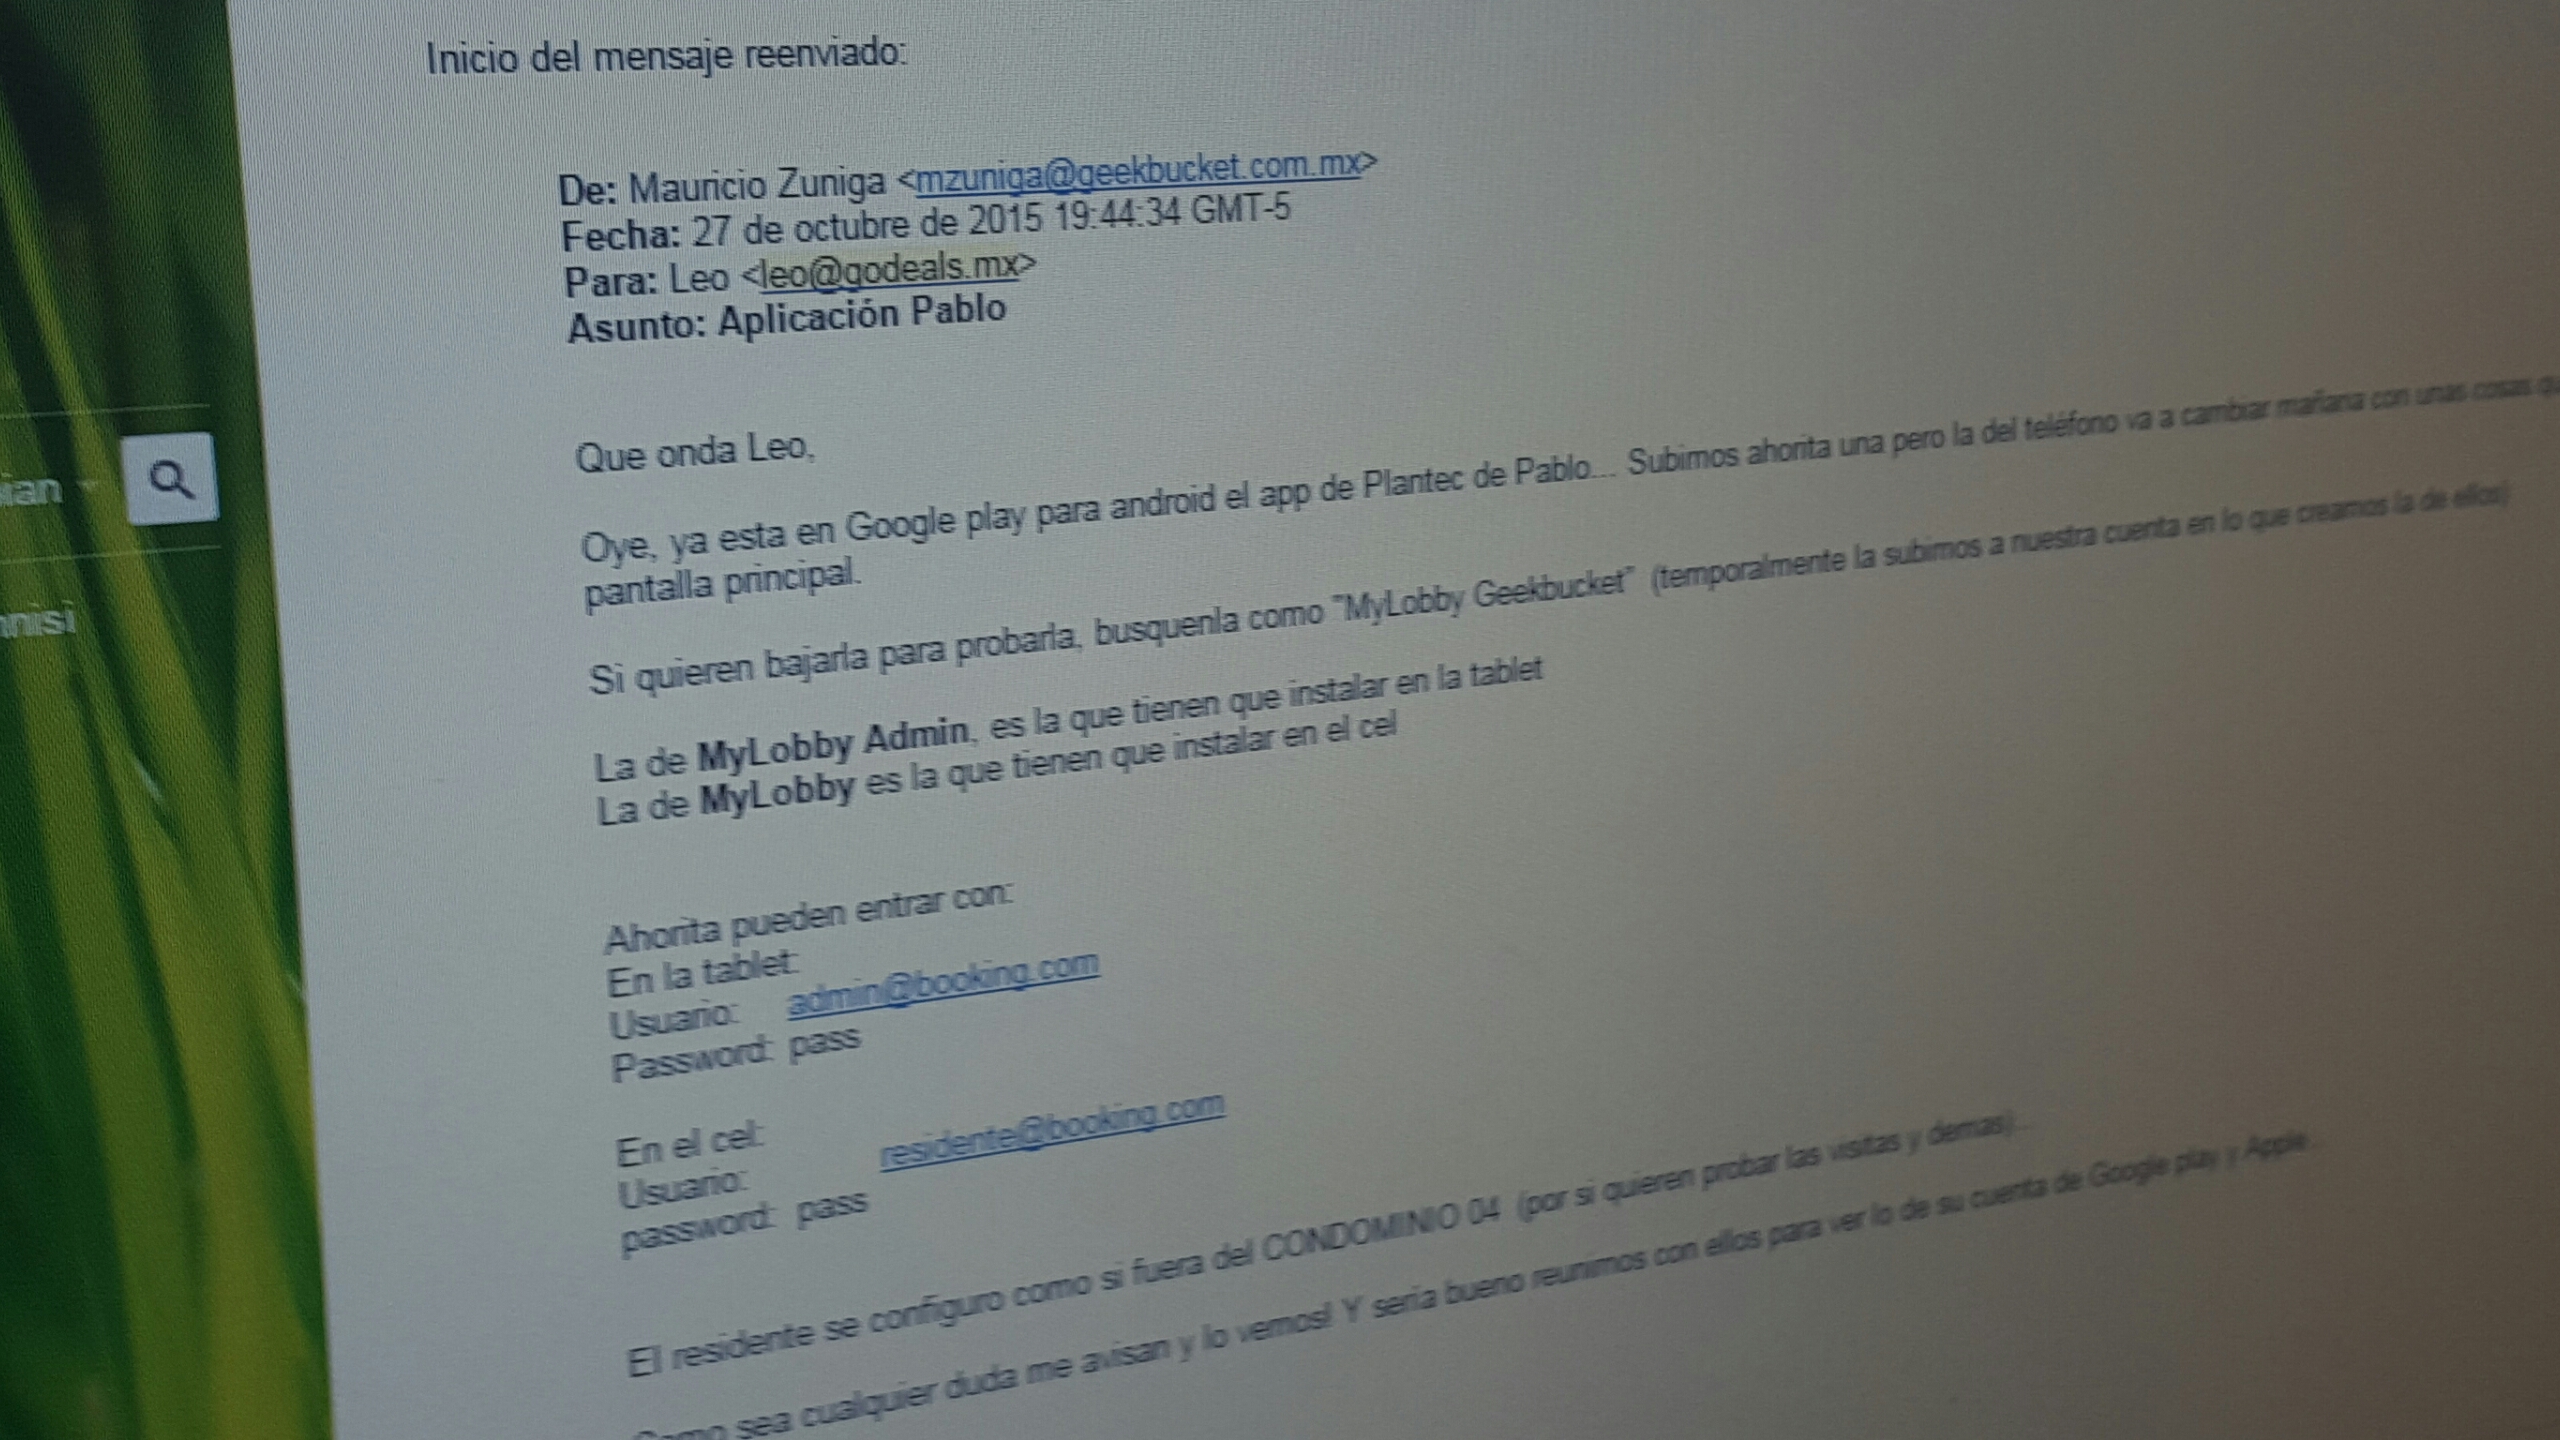 Inicio del mensaje reenviado:
De: Mauricio Zuniga <mzuniga@geekbucket.com.mx>
Fecha: 27 de octubre de 2015 19:44:34 GMT-5
Para: Leo <leo@godeals.mx>
Asunto: Aplicación Pablo
Que onda Leo,
Oye, ya esta en Google play para android el app de Plantec de Pablo... Subimos ahorita una pero la del teléfono va a cambiar mañana con unas cosas
pantalla principal.
Si quieren bajarla para probarla, busquenla como "MyLobby Geekbucket" (temporalmente la subimos a nuestra cuenta en lo que creamos la de ellos)
La de MyLobby Admin, es la que tienen que instalar en la tablet
La de MyLobby es la que tienen que instalar en el cel
Ahorita pueden entrar con:
En la tablet:
Usuario: admin@booking.com
Password: pass
En el cel:
Usuario: residente@booking.com
password: pass
El residente se configuro como si fuera del CONDOMINIO 04 (por si quieren probar las visitas y demas)...
Como sea cualquier duda me avisan y lo vemos! Y seria bueno reunirnos con ellos para ver lo de su cuenta de Google play y Apple